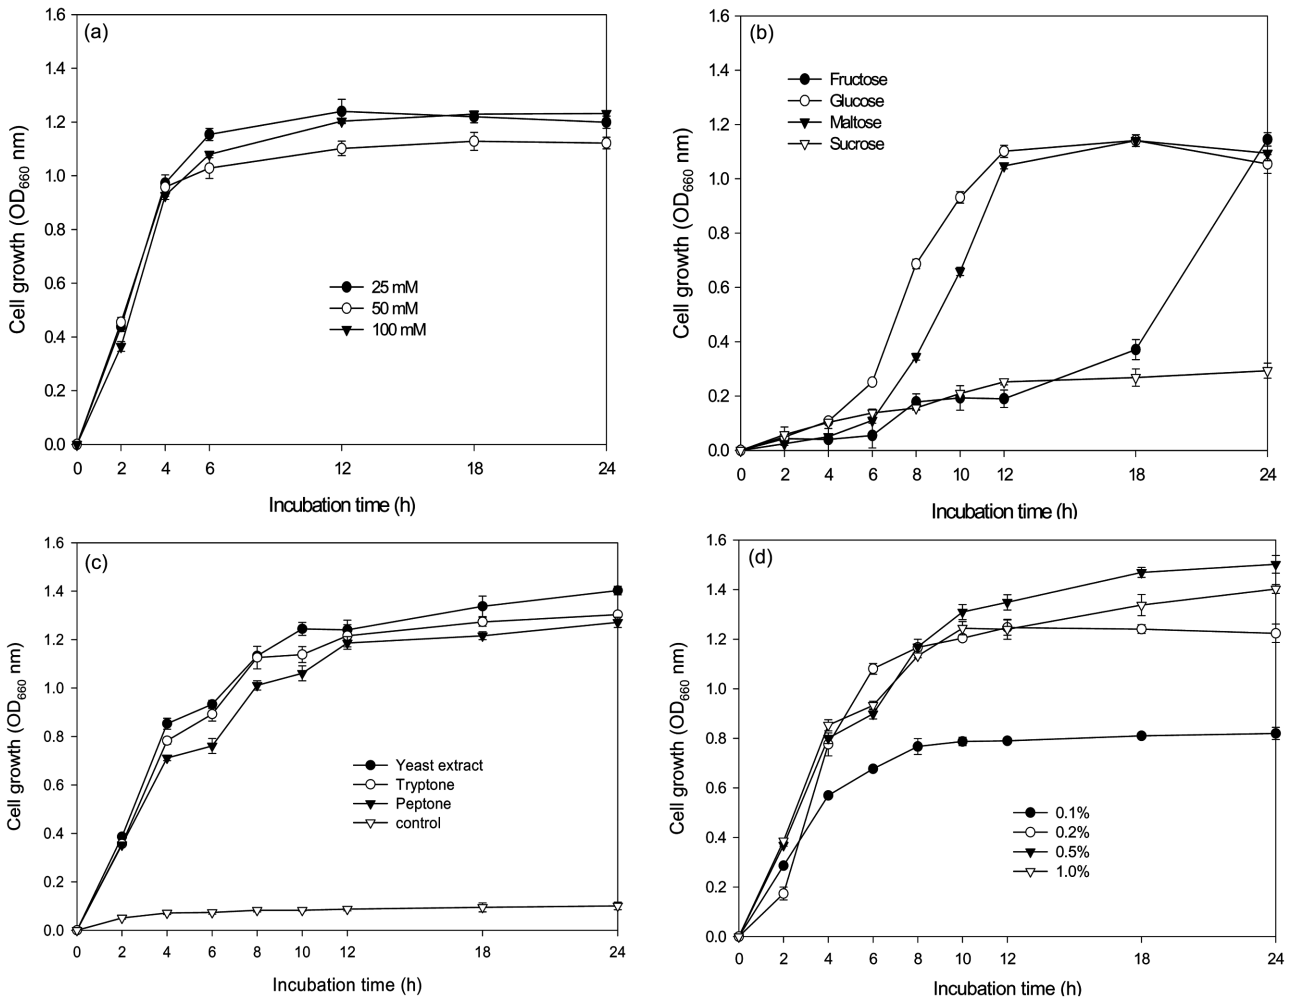 (a)
1.6
1.4
1.2
1.0
0.8
0.6
0.4
0.2
0.0
Cell growth (OD660 nm)
25 mM
50 mM
100 mM
0 2 4 6 12 18 24
Incubation time (h)
(b)
1.6
1.4
1.2
1.0
0.8
0.6
0.4
0.2
0.0
Cell growth (OD660 nm)
Fructose
Glucose
Maltose
Sucrose
0 2 4 6 8 10 12 18 24
Incubation time (h)
(c)
1.6
1.4
1.2
1.0
0.8
0.6
0.4
0.2
0.0
Cell growth (OD660 nm)
Yeast extract
Tryptone
Peptone
control
0 2 4 6 8 10 12 18 24
Incubation time (h)
(d)
1.6
1.4
1.2
1.0
0.8
0.6
0.4
0.2
0.0
Cell growth (OD660 nm)
0.1%
0.2%
0.5%
1.0%
0 2 4 6 8 10 12 18 24
Incubation time (h)